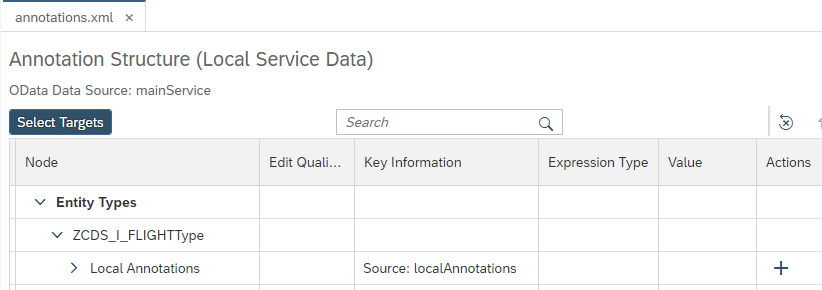 annotations.xml ×
Annotation Structure (Local Service Data)
OData Data Source: mainService
Select Targets
Search
Node Edit Quali... Key Information Expression Type Value Actions
Entity Types
ZCDS_I_FLIGHTType
Local Annotations Source: localAnnotations